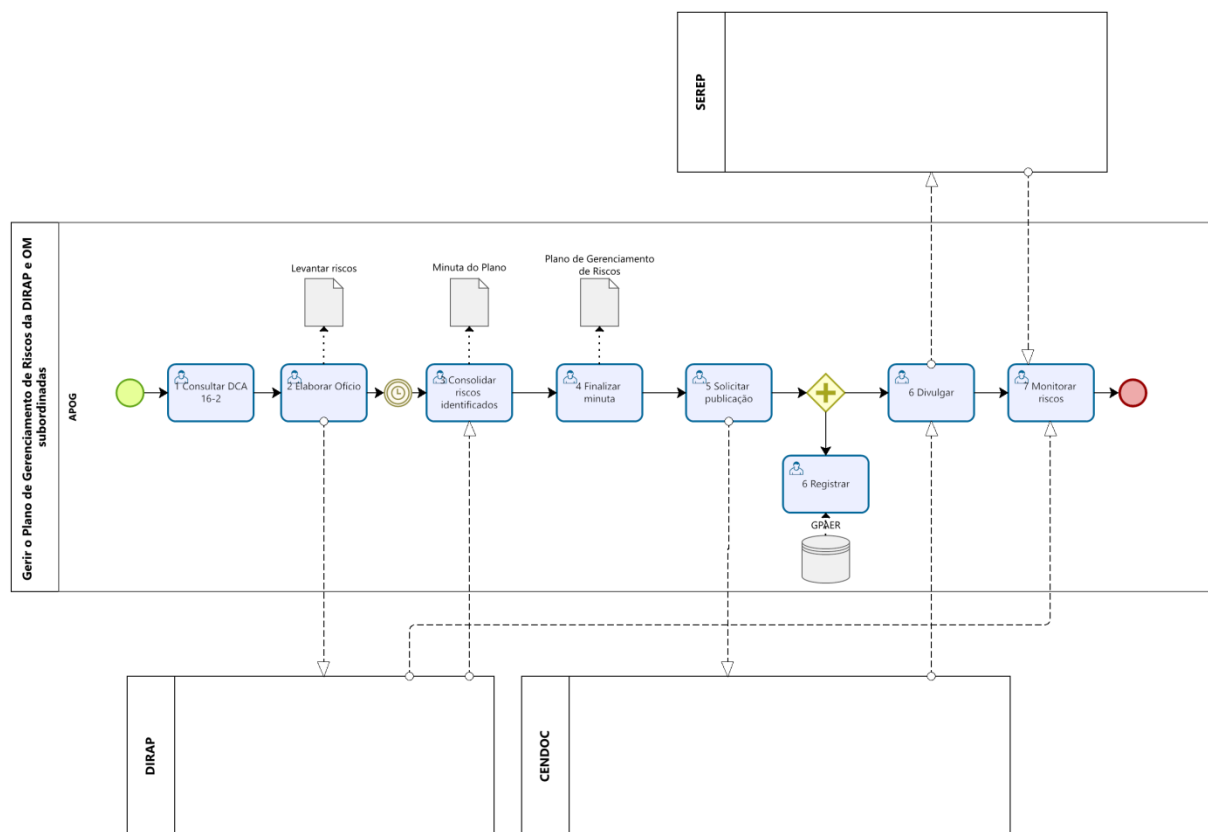 SEREP
Gerir o Plano de Gerenciamento de Riscos da DIRAP e OM
subordinadas
APOG
Levantar riscos
Minuta do Plano
Plano de Gerenciamento
de Riscos
1 Consultar DCA
16-2
2 Elaborar Ofício
3 Consolidar
riscos
identificados
4 Finalizar
minuta
5 Solicitar
publicação
6 Divulgar
7 Monitorar
riscos
6 Registrar
GPAER
DIRAP
CENDOC